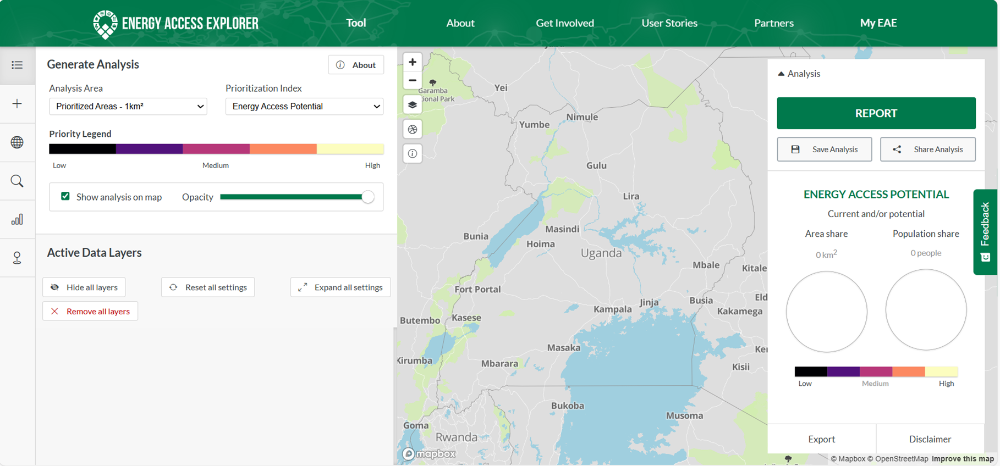 ENERGY ACCESS EXPLORER
Tool
About
Get Involved
User Stories
Partners
My EAE
Generate Analysis
About
Analysis Area
Prioritization Index
Prioritized Areas - 1km²
Energy Access Potential
Priority Legend
Low
Medium
High
Show analysis on map
Opacity
Active Data Layers
Hide all layers
Reset all settings
Expand all settings
Remove all layers
Garamba
ional Park
Yei
Nimule
Yumbe
Gulu
Lira
Masindi
Bunia
Hoima
Uganda
Mbale
Kitale
Fort Portal
Jinja
Busia
Eld
Kampala
Kakamega
Butembo
Kasese
Masaka
Ker
Kirumba
Mbarara
Kisii
Bukoba
Musoma
Goma
Rwanda
mapbox
Analysis
REPORT
Save Analysis
Share Analysis
ENERGY ACCESS POTENTIAL
Current and/or potential
Area share
Population share
0 km²
0 people
Low
Medium
High
Export
Disclaimer
Feedback
© Mapbox © OpenStreetMap Improve this map